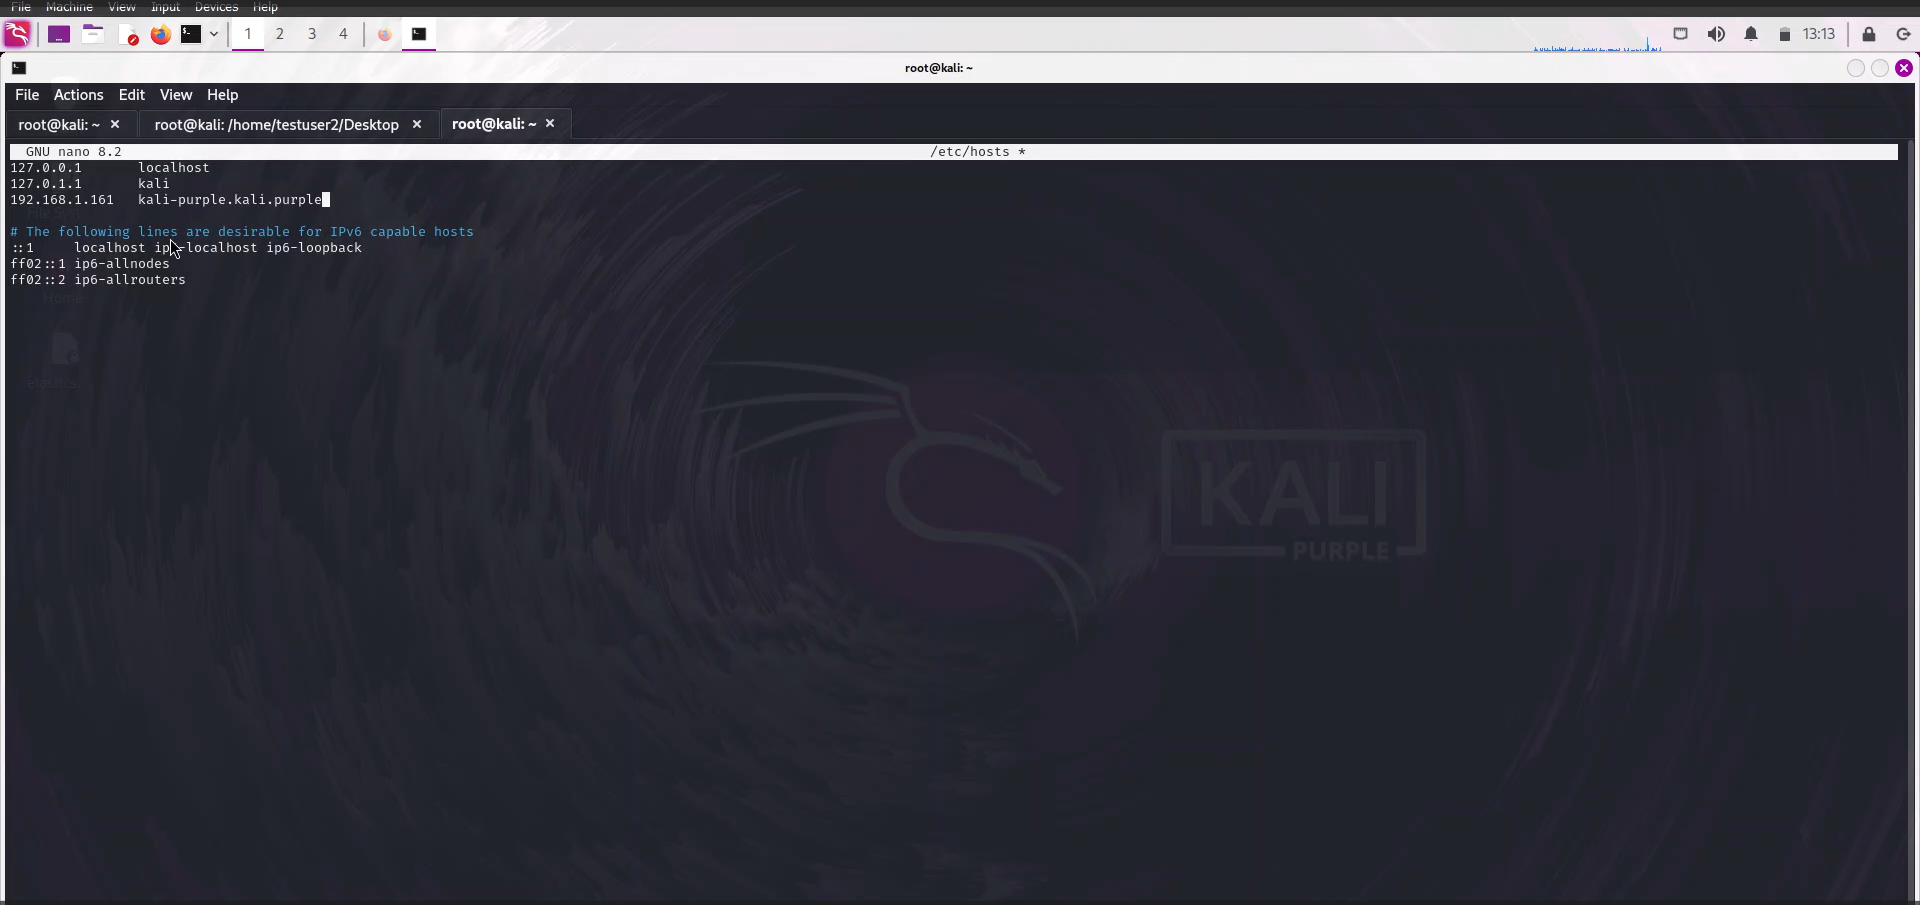 File Machine View Input Devices Help
1 2 3 4 13:13
root@kali: ~
File Actions Edit View Help
root@kali: ~ × root@kali: /home/testuser2/Desktop × root@kali: ~ ×
GNU nano 8.2 /etc/hosts *
127.0.0.1 localhost
127.0.1.1 kali
192.168.1.161 kali-purple.kali.purple
File Sy
# The following lines are desirable for IPv6 capable hosts
::1 localhost ip6-localhost ip6-loopback
ff02::1 ip6-allnodes
ff02::2 ip6-allrouters
Home
KALI
PURPLE